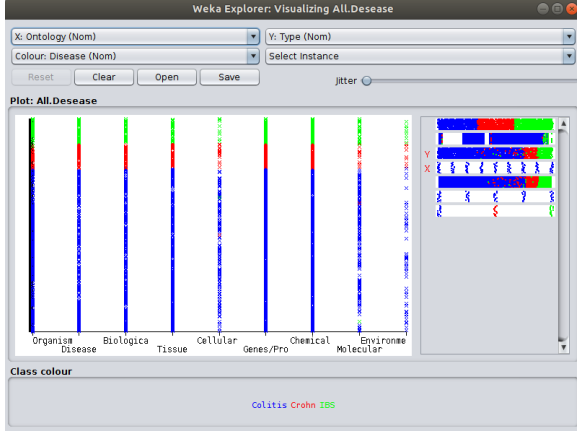 Weka Explorer: Visualizing All.Desease
X: Ontology (Nom) Y: Type (Nom)
Colour: Disease (Nom) Select Instance
Reset Clear Open Save Jitter
Plot: All.Desease
Y
X
Organism Biologica Cellular Chemical Environme
Disease Tissue Genes/Pro Molecular
Class colour
Colitis Crohn IBS